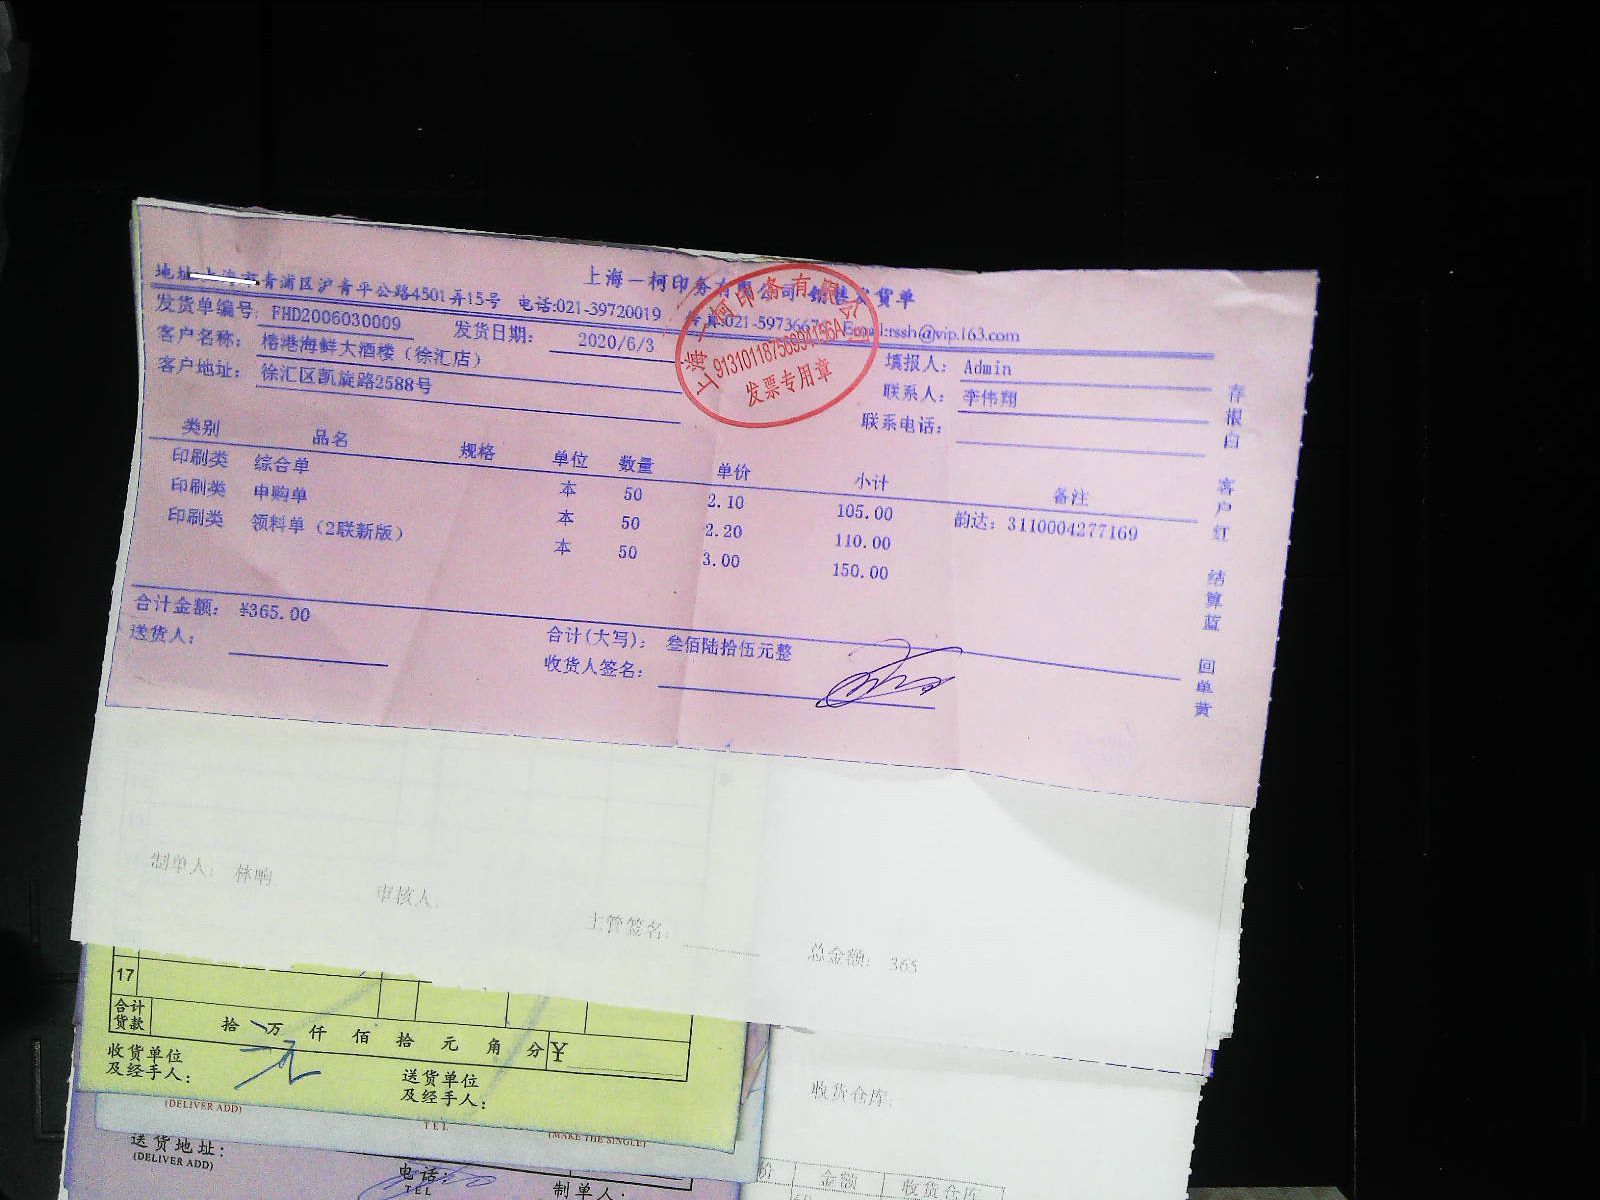 上海一柯印务有限公司 销售发货单
地址:上海市青浦区沪青平公路4501弄15号 电话:021-39720019 传真:021-5973667 Email:rssh@vip.163.com
发货单编号: FHD2006030009 发货日期: 2020/6/3 填报人: Admin
客户名称: 榕港海鲜大酒楼（徐汇店） 联系人: 李伟翔
客户地址: 徐汇区凯旋路2588号 联系电话:
上海一柯印务有限公司
发票专用章
类别 品名 规格 单位 数量 单价 小计 备注
印刷类 综合单 本 50 2.10 105.00 韵达: 3110004277169
印刷类 申购单 本 50 2.20 110.00
印刷类 领料单（2联新版） 本 50 3.00 150.00
合计金额: ¥365.00 合计(大写): 叁佰陆拾伍元整
送货人: 收货人签名:
存根白 客户红 结算蓝 回单黄
制单人: 林响 审核人: 主管签名: 总金额: 365
17
合计货款 拾 万 仟 佰 拾 元 角 分 ¥
收货单位及经手人: 送货单位及经手人:
(DELIVER ADD) TEL (MAKE THE SINGLE)
送货地址:
(DELIVER ADD)
电话:
TEL
制单人:
收货仓库:
金额 收货仓库